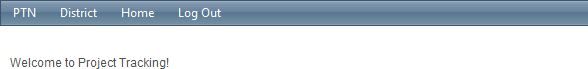 PTN District Home Log Out
Welcome to Project Tracking!